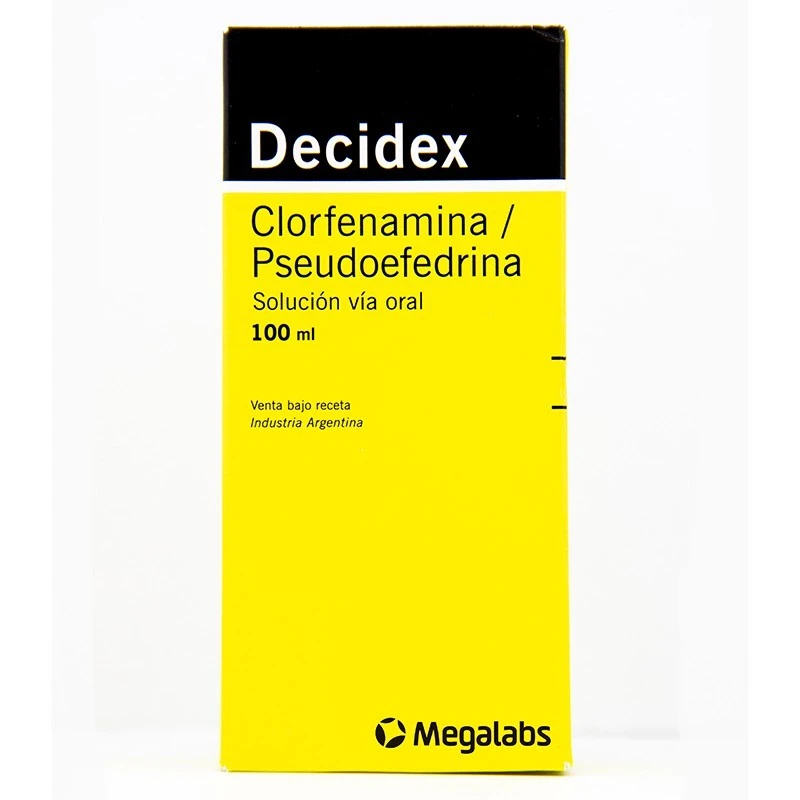 Decidex
Clorfenamina /
Pseudoefedrina
Solución vía oral
100 ml
Venta bajo receta
Industria Argentina
Megalabs